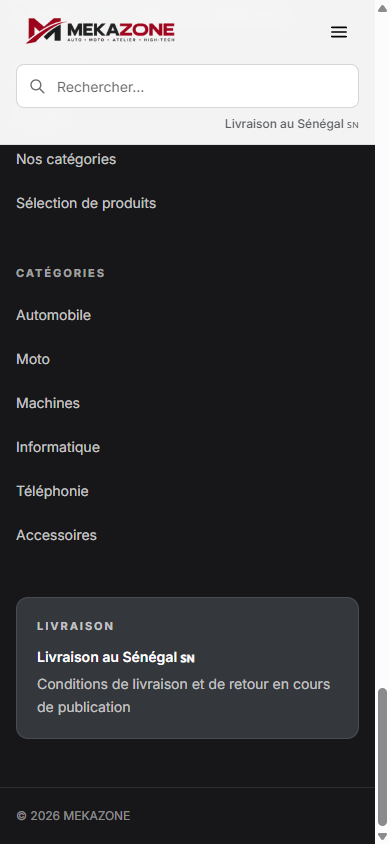 MEKAZONE
AUTO • MOTO • ATELIER • HIGH-TECH
Rechercher...
Livraison au Sénégal SN
Nos catégories
Sélection de produits
CATÉGORIES
Automobile
Moto
Machines
Informatique
Téléphonie
Accessoires
LIVRAISON
Livraison au Sénégal SN
Conditions de livraison et de retour en cours
de publication
© 2026 MEKAZONE